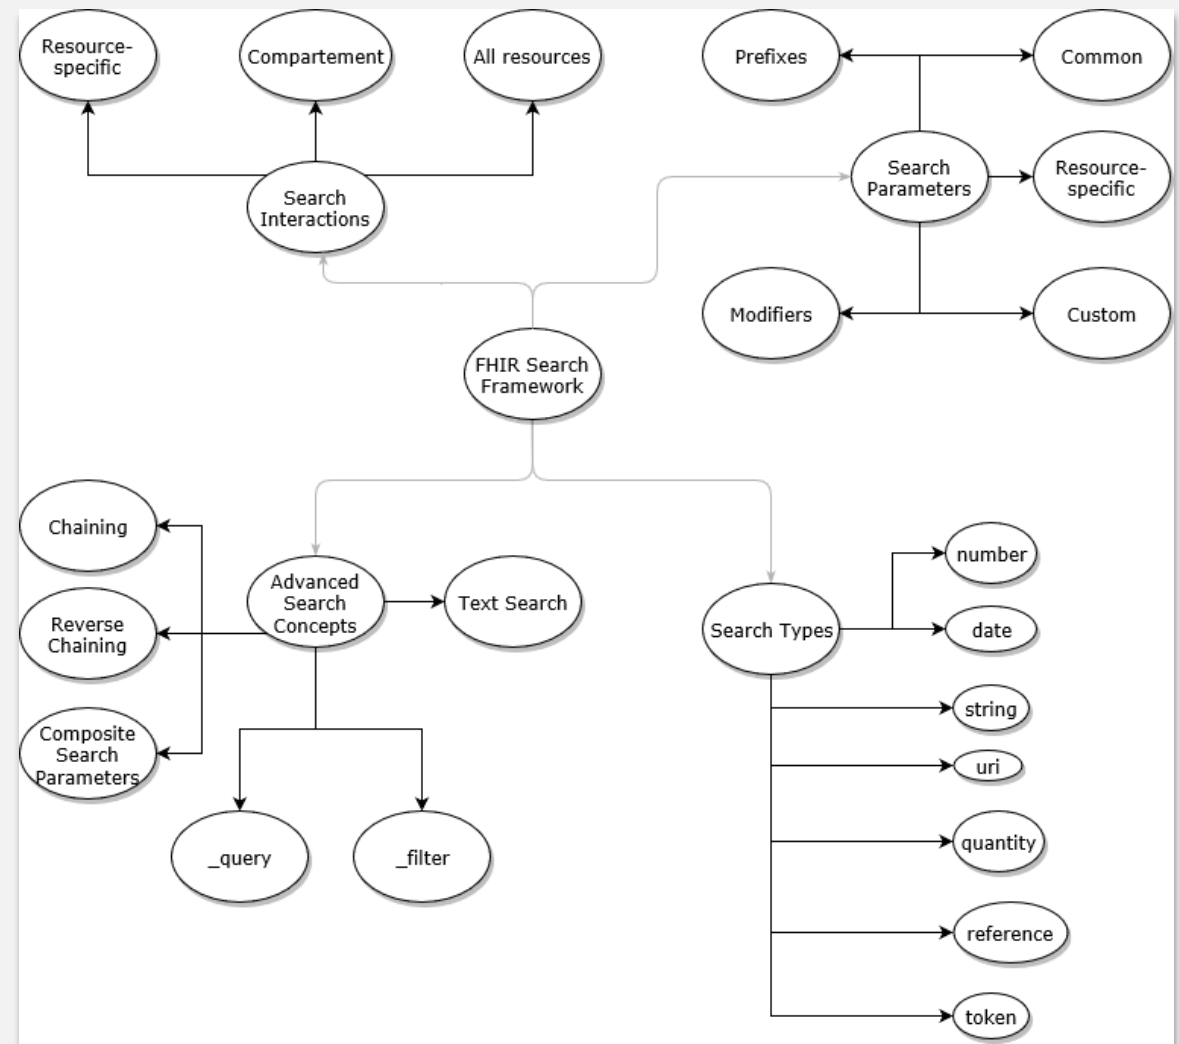 Resource-
specific
Compartement
All resources
Prefixes
Common
Search
Interactions
Search
Parameters
Resource-
specific
Modifiers
Custom
FHIR Search
Framework
Chaining
Reverse
Chaining
Composite
Search
Parameters
Advanced
Search
Concepts
Text Search
_query
_filter
Search Types
number
date
string
uri
quantity
reference
token